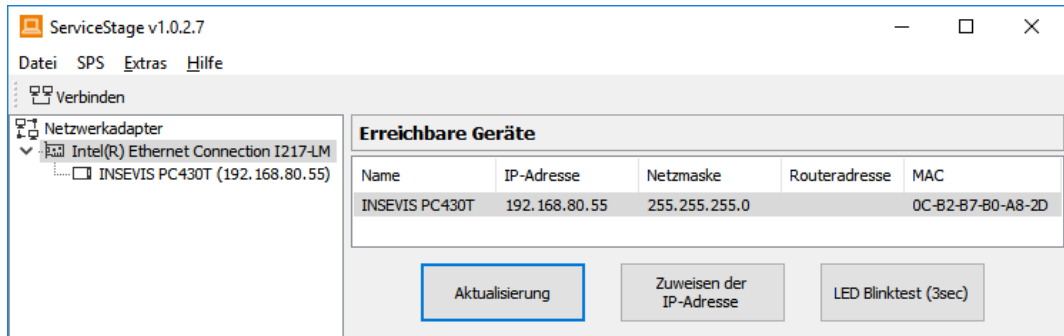 ServiceStage v1.0.2.7
Datei SPS Extras Hilfe
Verbinden
Netzwerkadapter
Intel(R) Ethernet Connection I217-LM
INSEVIS PC430T (192.168.80.55)
Erreichbare Geräte
Name IP-Adresse Netzmaske Routeradresse MAC
INSEVIS PC430T 192.168.80.55 255.255.255.0 0C-B2-B7-B0-A8-2D
Aktualisierung
Zuweisen der
IP-Adresse
LED Blinktest (3sec)